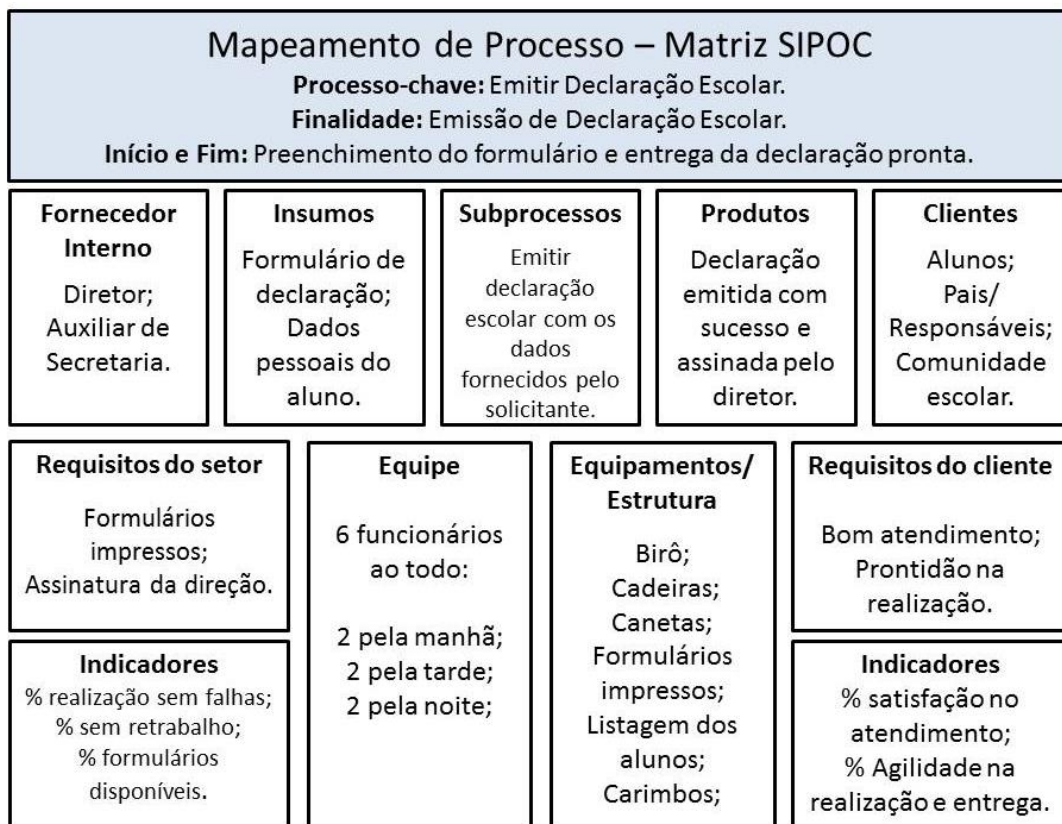 Mapeamento de Processo – Matriz SIPOC
Processo-chave: Emitir Declaração Escolar.
Finalidade: Emissão de Declaração Escolar.
Início e Fim: Preenchimento do formulário e entrega da declaração pronta.
Fornecedor
Interno
Diretor;
Auxiliar de
Secretaria.
Insumos
Formulário de
declaração;
Dados
pessoais do
aluno.
Subprocessos
Emitir
declaração
escolar com os
dados
fornecidos pelo
solicitante.
Produtos
Declaração
emitida com
sucesso e
assinada pelo
diretor.
Clientes
Alunos;
Pais/
Responsáveis;
Comunidade
escolar.
Requisitos do setor
Formulários
impressos;
Assinatura da direção.
Indicadores
% realização sem falhas;
% sem retrabalho;
% formulários
disponíveis.
Equipe
6 funcionários
ao todo:
2 pela manhã;
2 pela tarde;
2 pela noite;
Equipamentos/
Estrutura
Birô;
Cadeiras;
Canetas;
Formulários
impressos;
Listagem dos
alunos;
Carimbos;
Requisitos do cliente
Bom atendimento;
Prontidão na
realização.
Indicadores
% satisfação no
atendimento;
% Agilidade na
realização e entrega.